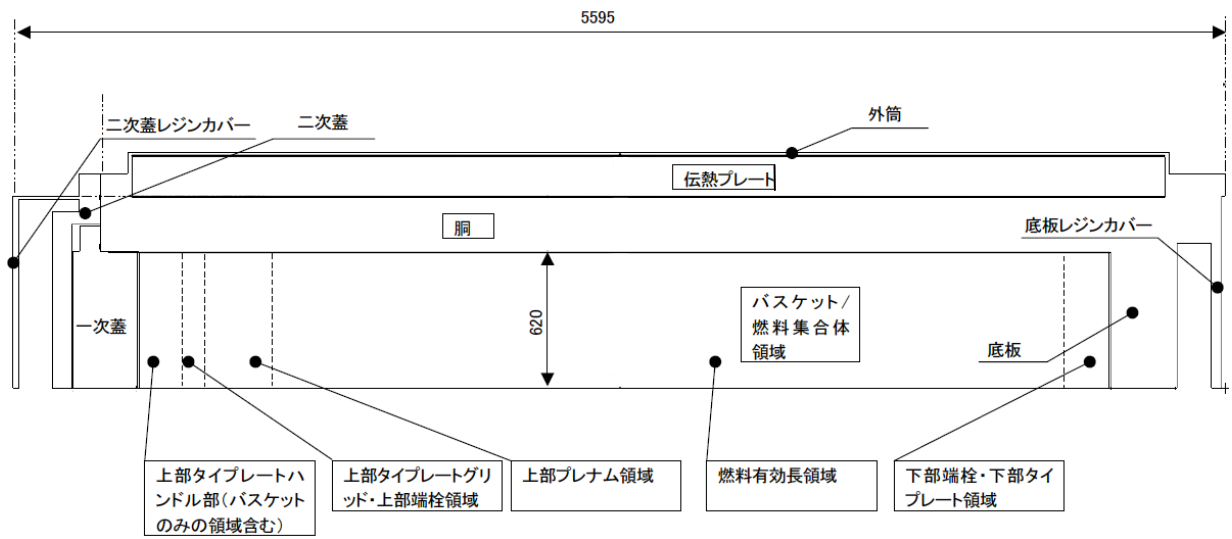 5595
二次蓋レジンカバー
二次蓋
外筒
伝熱プレート
胴
底板レジンカバー
一次蓋
620
バスケット/
燃料集合体
領域
底板
上部タイプレートハ
ンドル部(バスケット
のみの領域含む)
上部タイプレートグリ
ッド・上部端栓領域
上部プレナム領域
燃料有効長領域
下部端栓・下部タイ
プレート領域